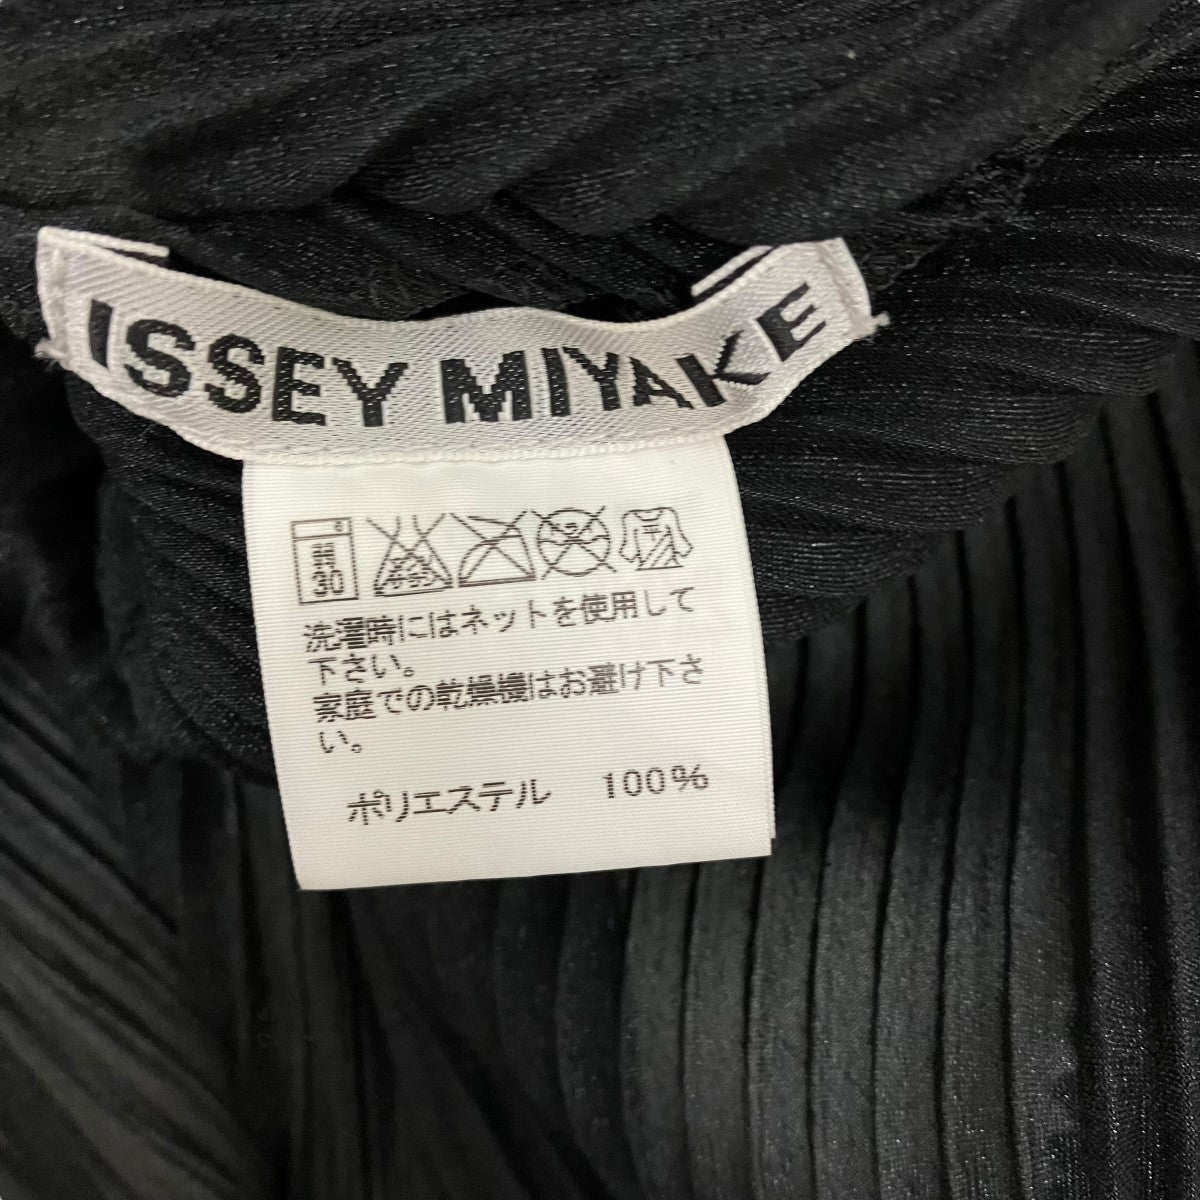 ISSEY MIYAKE
弱
30
洗濯時にはネットを使用して
下さい。
家庭での乾燥機はお避け下さ
い。
ポリエステル 100%